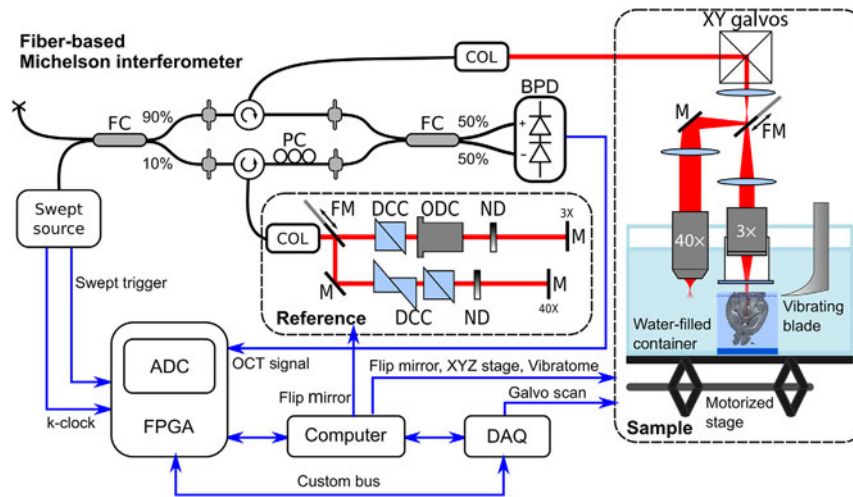 Fiber-based
Michelson interferometer
COL
XY galvos
BPD
90%
FC
10%
PC
FC
50%
50%
+
−
M
FM
Swept
source
COL
FM
DCC
ODC
ND
3X
M
40×
3×
M
DCC
ND
40X
M
Reference
Water-filled
container
Vibrating
blade
Swept trigger
ADC
FPGA
k-clock
OCT signal
Flip mirror
Flip mirror, XYZ stage, Vibratome
Galvo scan
Computer
DAQ
Custom bus
Motorized
stage
Sample